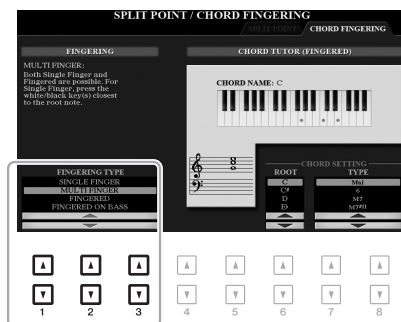 SPLIT POINT / CHORD FINGERING
SPLIT POINT
CHORD FINGERING
FINGERING
MULTI FINGER:
Both Single Finger and
Fingered are possible. For
Single Finger, press the
white/black key(s) closest
to the root note.
CHORD TUTOR (FINGERED)
CHORD NAME: C
FINGERING TYPE
SINGLE FINGER
MULTI FINGER
FINGERED
FINGERED ON BASS
CHORD SETTING
ROOT
C
C#
D
E♭
TYPE
Maj
6
M7
M7#11
1 2 3 4 5 6 7 8